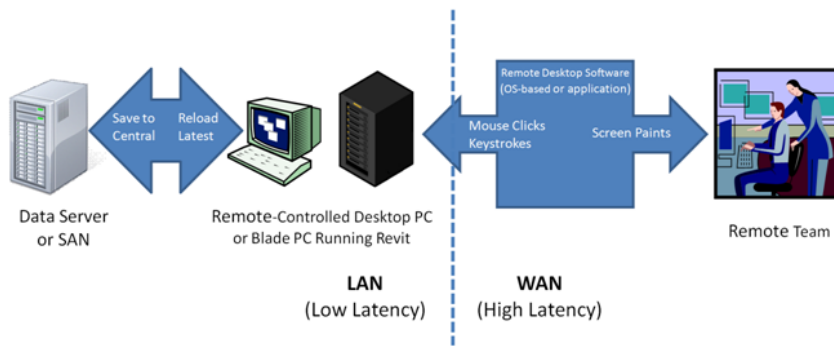 Save to
Central
Reload
Latest
Remote Desktop Software
(OS-based or application)
Mouse Clicks
Keystrokes
Screen Paints
Data Server
or SAN
Remote-Controlled Desktop PC
or Blade PC Running Revit
Remote Team
LAN
(Low Latency)
WAN
(High Latency)